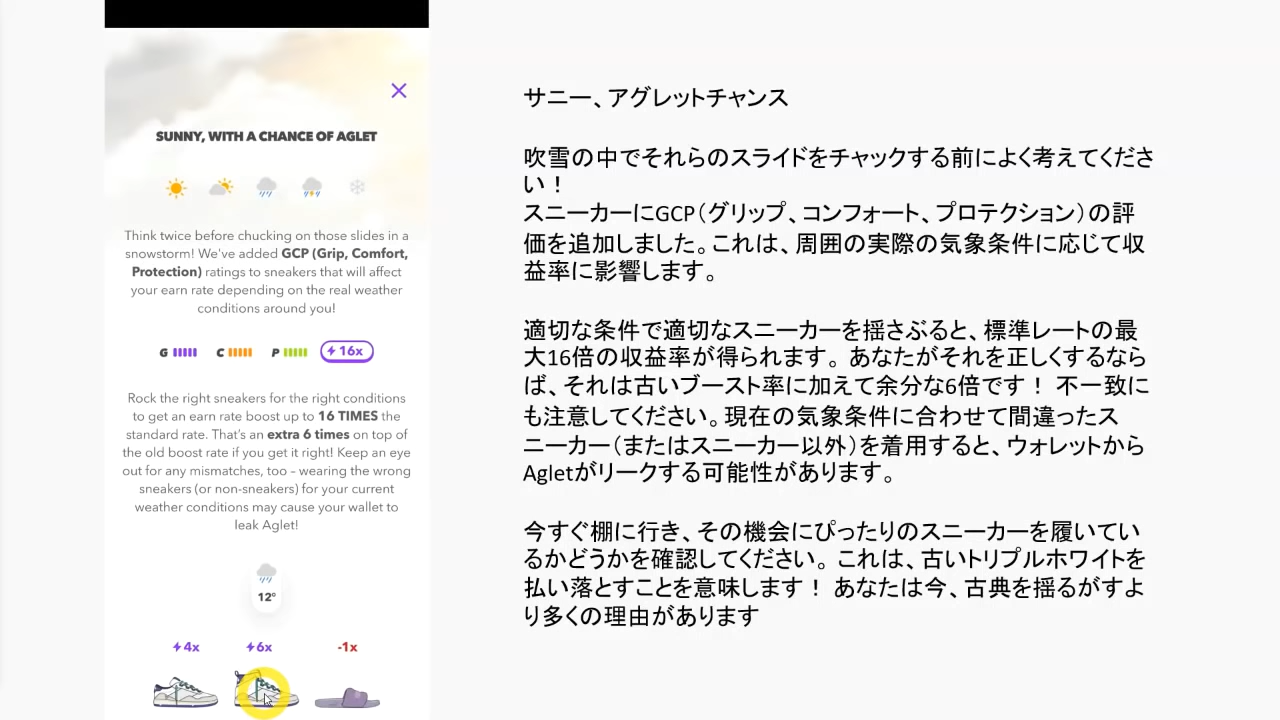 SUNNY, WITH A CHANCE OF AGLET
Think twice before chucking on those slides in a
snowstorm! We've added GCP (Grip, Comfort,
Protection) ratings to sneakers that will affect
your earn rate depending on the real weather
conditions around you!
G C P 16x
Rock the right sneakers for the right conditions
to get an earn rate boost up to 16 TIMES the
standard rate. That's an extra 6 times on top of
the old boost rate if you get it right! Keep an eye
out for any mismatches, too – wearing the wrong
sneakers (or non-sneakers) for your current
weather conditions may cause your wallet to
leak Aglet!
12°
4x 6x -1x
サニー、アグレットチャンス
吹雪の中でそれらのスライドをチャックする前によく考えてくださ
い！
スニーカーにGCP（グリップ、コンフォート、プロテクション）の評
価を追加しました。これは、周囲の実際の気象条件に応じて収
益率に影響します。
適切な条件で適切なスニーカーを揺さぶると、標準レートの最
大16倍の収益率が得られます。 あなたがそれを正しくするなら
ば、それは古いブースト率に加えて余分な6倍です！ 不一致に
も注意してください。現在の気象条件に合わせて間違ったス
ニーカー（またはスニーカー以外）を着用すると、ウォレットから
Agletがリークする可能性があります。
今すぐ棚に行き、その機会にぴったりのスニーカーを履いてい
るかどうかを確認してください。 これは、古いトリプルホワイトを
払い落とすことを意味します！ あなたは今、古典を揺るがすよ
り多くの理由があります